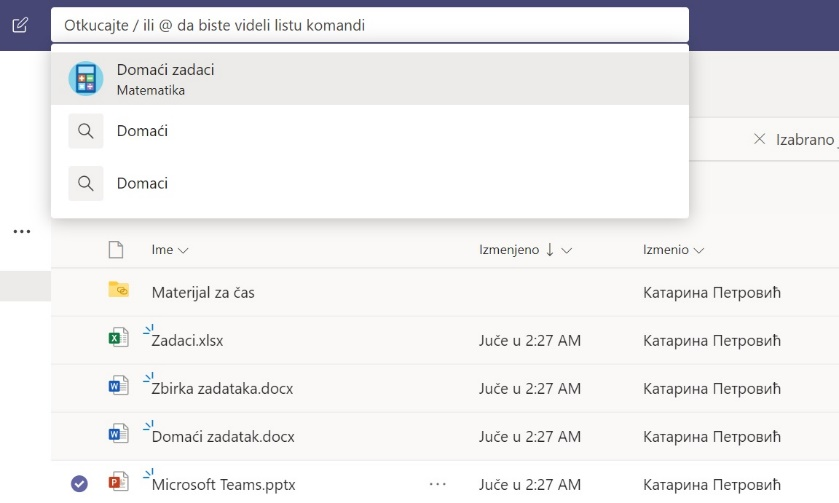 Otkucajte / ili @ da biste videli listu komandi
Domaći zadaci
Matematika
Domaći
Domaci
Izabrano
Ime Izmenjeno Izmenio
Materijal za čas Катарина Петровић
Zadaci.xlsx Juče u 2:27 AM Катарина Петровић
Zbirka zadataka.docx Juče u 2:27 AM Катарина Петровић
Domaći zadatak.docx Juče u 2:27 AM Катарина Петровић
Microsoft Teams.pptx ... Juče u 2:27 AM Катарина Петровић